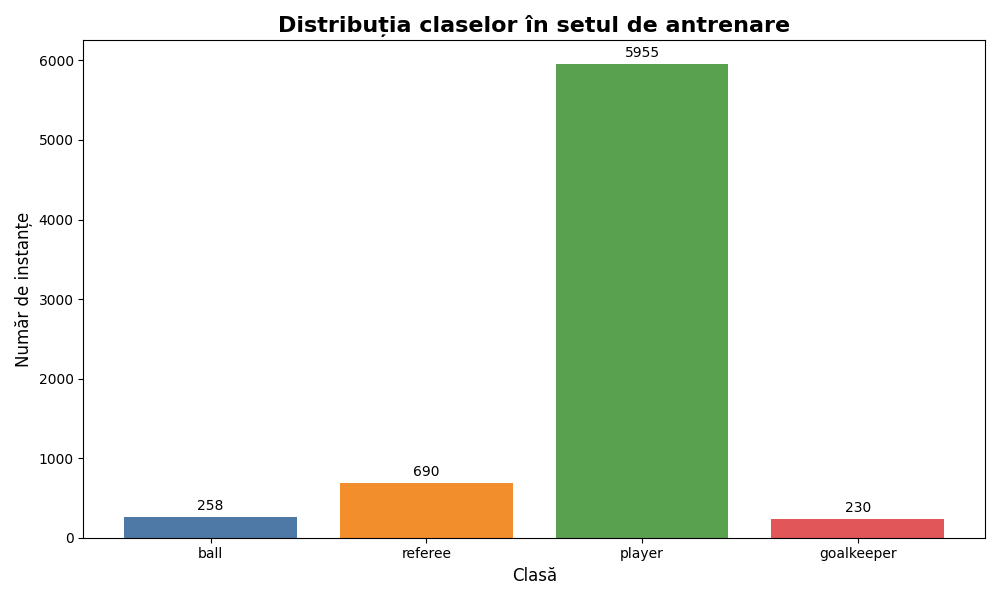 Distribuția claselor în setul de antrenare
Număr de instanțe
6000
5000
4000
3000
2000
1000
0
258
690
5955
230
ball
referee
player
goalkeeper
Clasă